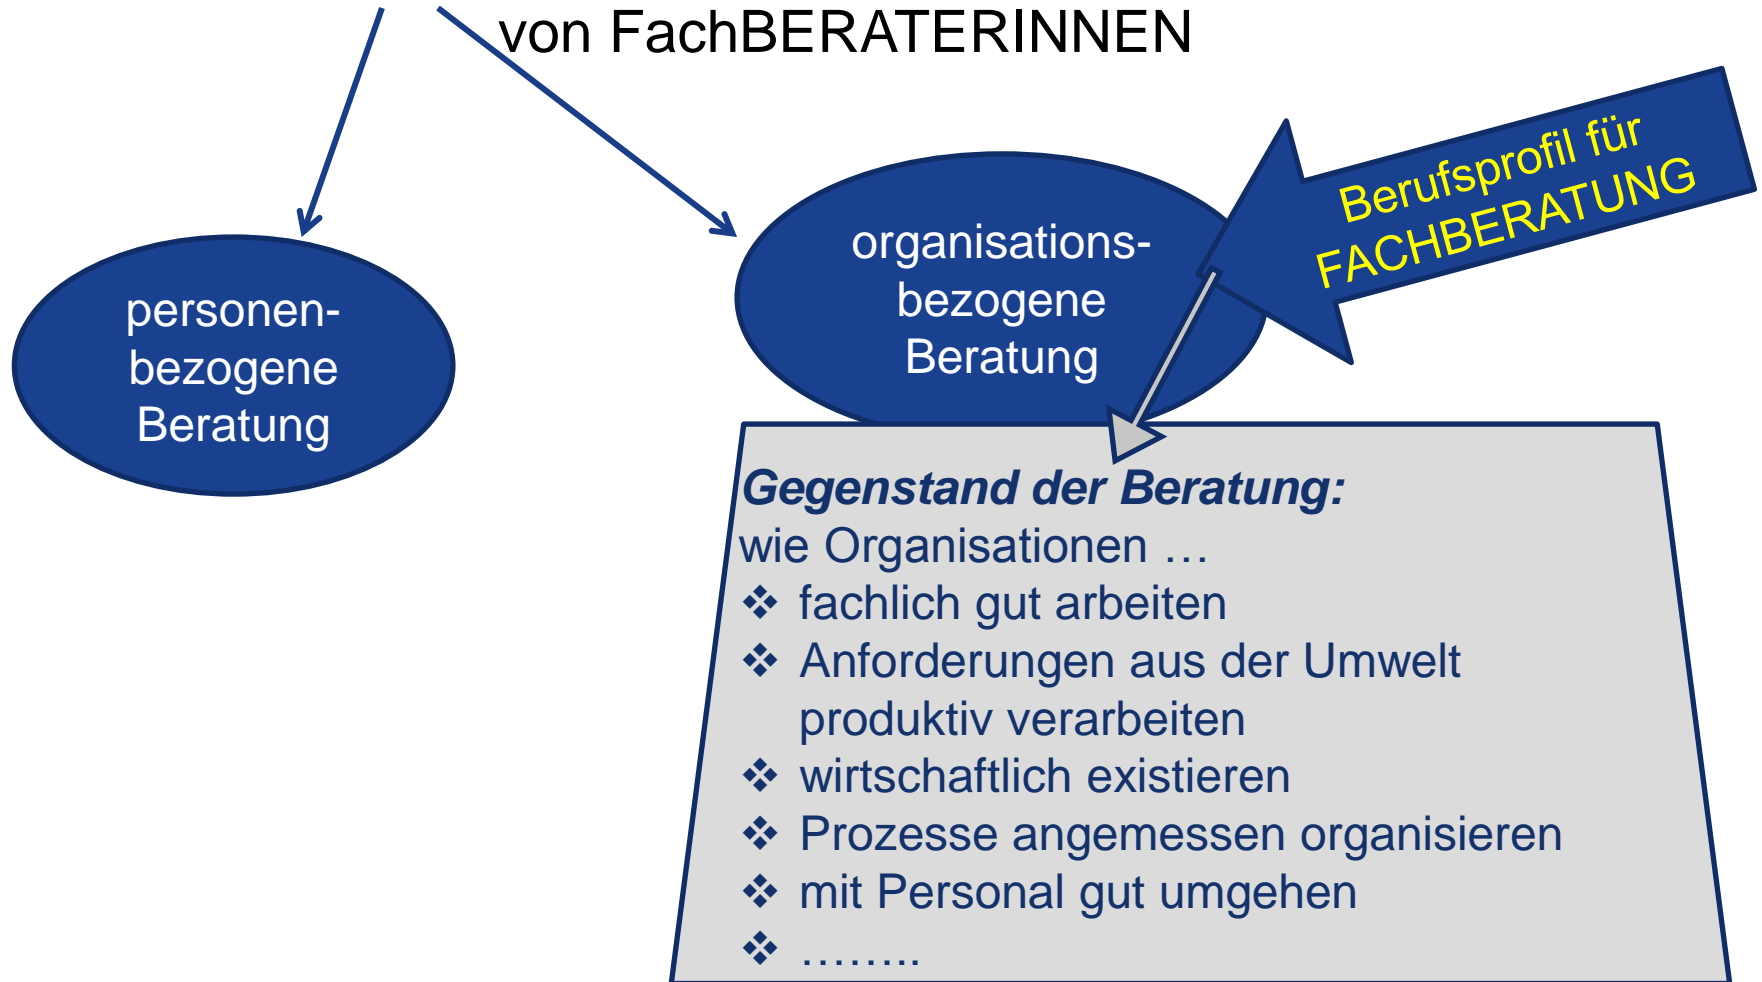 von FachBERATERINNEN
Berufsprofil für
FACHBERATUNG
organisations-
bezogene
Beratung
personen-
bezogene
Beratung
Gegenstand der Beratung:
wie Organisationen …
❖ fachlich gut arbeiten
❖ Anforderungen aus der Umwelt
produktiv verarbeiten
❖ wirtschaftlich existieren
❖ Prozesse angemessen organisieren
❖ mit Personal gut umgehen
❖ ……..